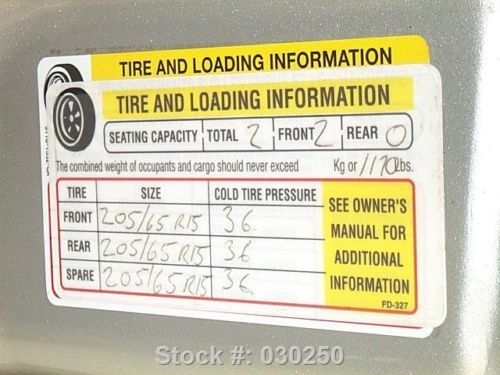 TIRE AND LOADING INFORMATION
TIRE AND LOADING INFORMATION
SEATING CAPACITY TOTAL 2 FRONT 2 REAR 0
The combined weight of occupants and cargo should never exceed Kg or 1170 Lbs.
TIRE SIZE COLD TIRE PRESSURE
FRONT 205/65 R15 36
REAR 205/65 R15 36
SPARE 205/65 R15 36
SEE OWNER'S
MANUAL FOR
ADDITIONAL
INFORMATION
FD-327
Stock #: 030250